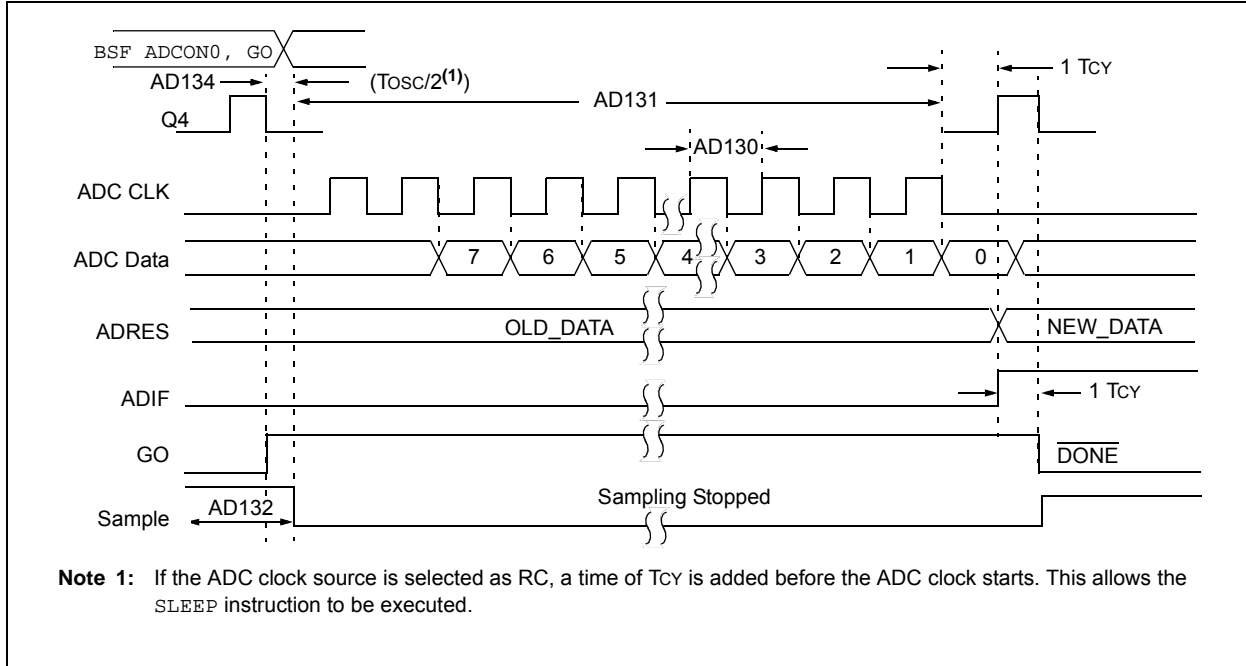 BSF ADCON0, GO
AD134 (TOSC/2(1)) 1 TCY
AD131
Q4
AD130
ADC CLK
ADC Data 7 6 5 4 3 2 1 0
ADRES OLD_DATA NEW_DATA
ADIF 1 TCY
GO DONE
Sampling Stopped
Sample AD132
Note 1: If the ADC clock source is selected as RC, a time of TCY is added before the ADC clock starts. This allows the
SLEEP instruction to be executed.